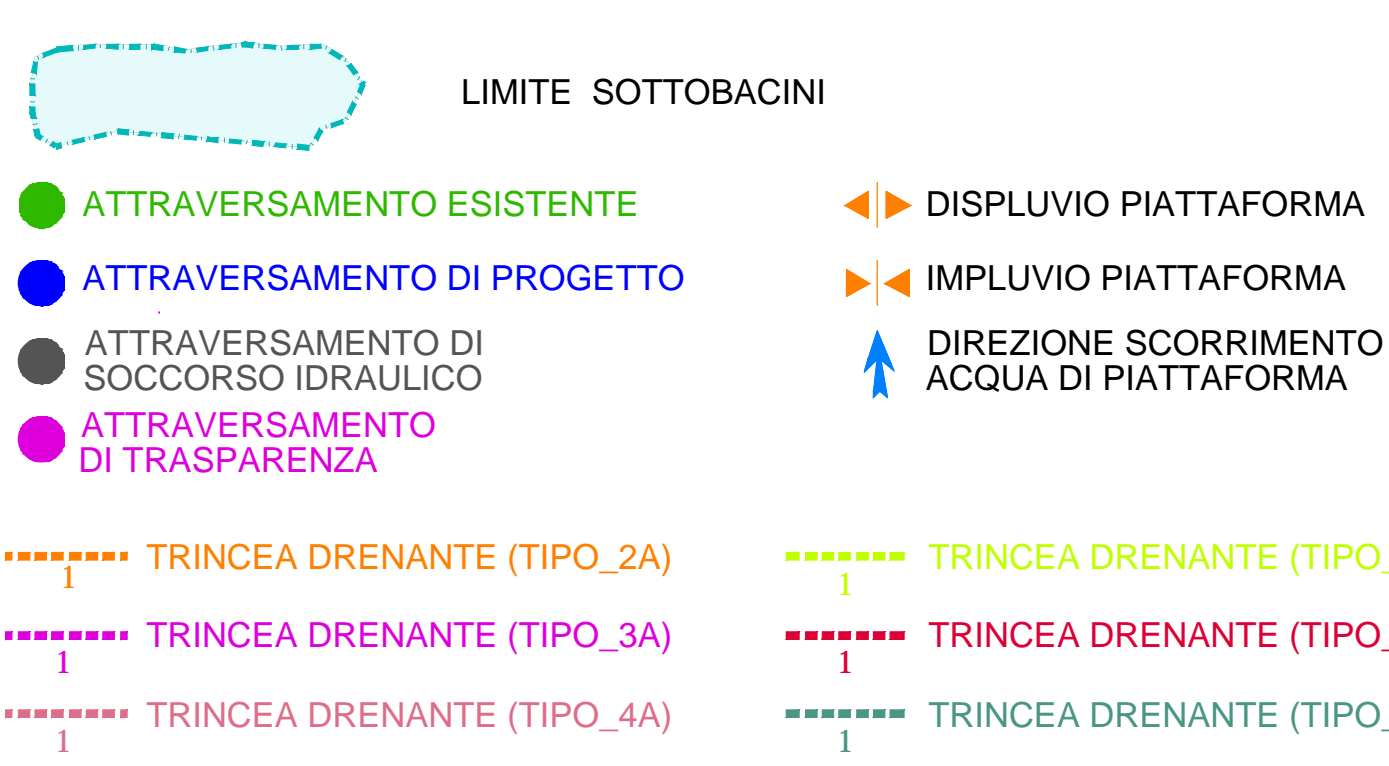 LIMITE SOTTOBACINI
ATTRAVERSAMENTO ESISTENTE
ATTRAVERSAMENTO DI PROGETTO
ATTRAVERSAMENTO DI
SOCCORSO IDRAULICO
ATTRAVERSAMENTO
DI TRASPARENZA
DISPLUVIO PIATTAFORMA
IMPLUVIO PIATTAFORMA
DIREZIONE SCORRIMENTO
ACQUA DI PIATTAFORMA
TRINCEA DRENANTE (TIPO_2A)
1
TRINCEA DRENANTE (TIPO_3A)
1
TRINCEA DRENANTE (TIPO_4A)
1
TRINCEA DRENANTE (TIPO_
1
TRINCEA DRENANTE (TIPO_
1
TRINCEA DRENANTE (TIPO_
1